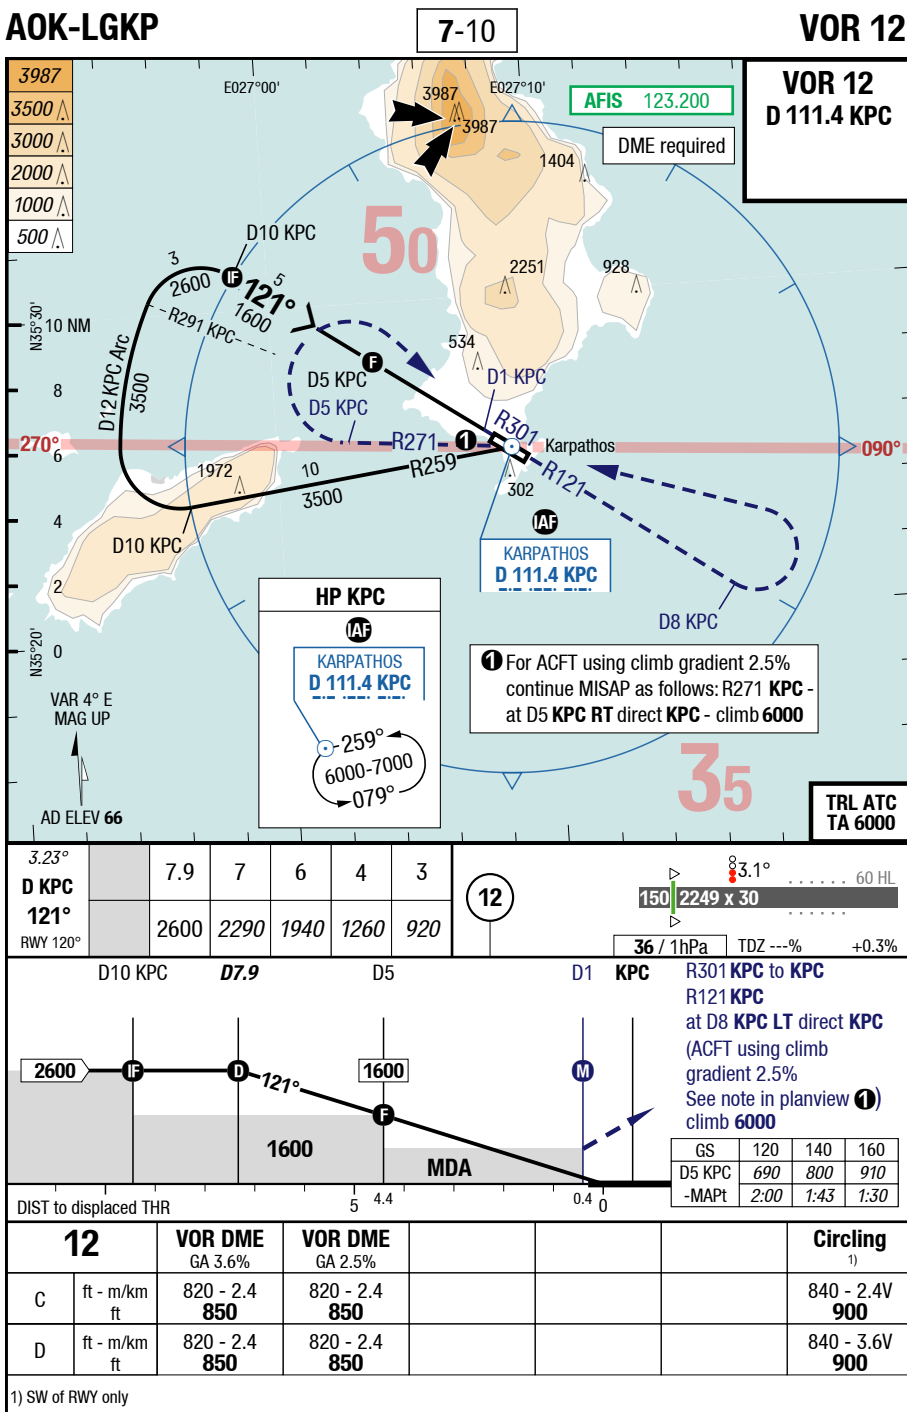 AOK-LGKP
7-10
VOR 12
3987
3500
3000
2000
1000
500
E027°00'
E027°10'
AFIS 123.200
DME required
VOR 12
D 111.4 KPC
3987
3987
1404
50
D10 KPC
3
2600
IF
5
121°
1600
R291 KPC
2251
928
N35°30'
10 NM
D12 KPC Arc
3500
F
534
D5 KPC
D5 KPC
D1 KPC
8
R301
270°
R271
1
Karpathos
090°
6
1972
10
3500
R259
R121
302
IAF
4
D10 KPC
KARPATHOS
D 111.4 KPC
2
D8 KPC
HP KPC
IAF
KARPATHOS
D 111.4 KPC
259°
6000-7000
079°
N35°20'
0
1 For ACFT using climb gradient 2.5%
continue MISAP as follows: R271 KPC -
at D5 KPC RT direct KPC - climb 6000
VAR 4° E
MAG UP
AD ELEV 66
35
TRL ATC
TA 6000
3.23°
D KPC
121°
RWY 120°
7.9 7 6 4 3
2600 2290 1940 1260 920
12
3.1°
60 HL
150 2249 x 30
36 / 1hPa TDZ ---% +0.3%
D10 KPC D7.9 D5 D1 KPC
R301 KPC to KPC
R121 KPC
at D8 KPC LT direct KPC
(ACFT using climb
gradient 2.5%
See note in planview 1)
climb 6000
2600
IF
D
121°
1600
F
M
1600
MDA
GS 120 140 160
D5 KPC 690 800 910
-MAPt 2:00 1:43 1:30
DIST to displaced THR
5 4.4 0.4 0
12
VOR DME
GA 3.6%
VOR DME
GA 2.5%
Circling
1)
C ft - m/km 820 - 2.4 820 - 2.4 840 - 2.4V
ft 850 850 900
D ft - m/km 820 - 2.4 820 - 2.4 840 - 3.6V
ft 850 850 900
1) SW of RWY only